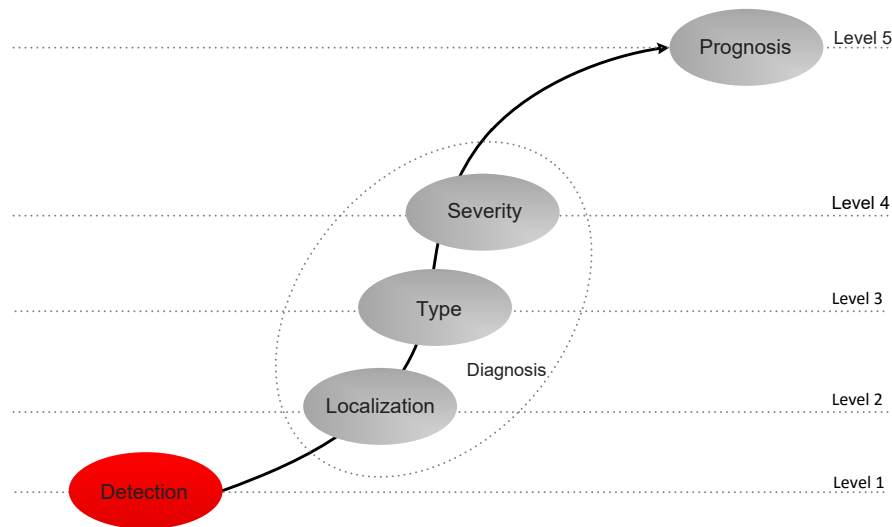 Prognosis
Level 5
Severity
Level 4
Type
Level 3
Diagnosis
Localization
Level 2
Detection
Level 1